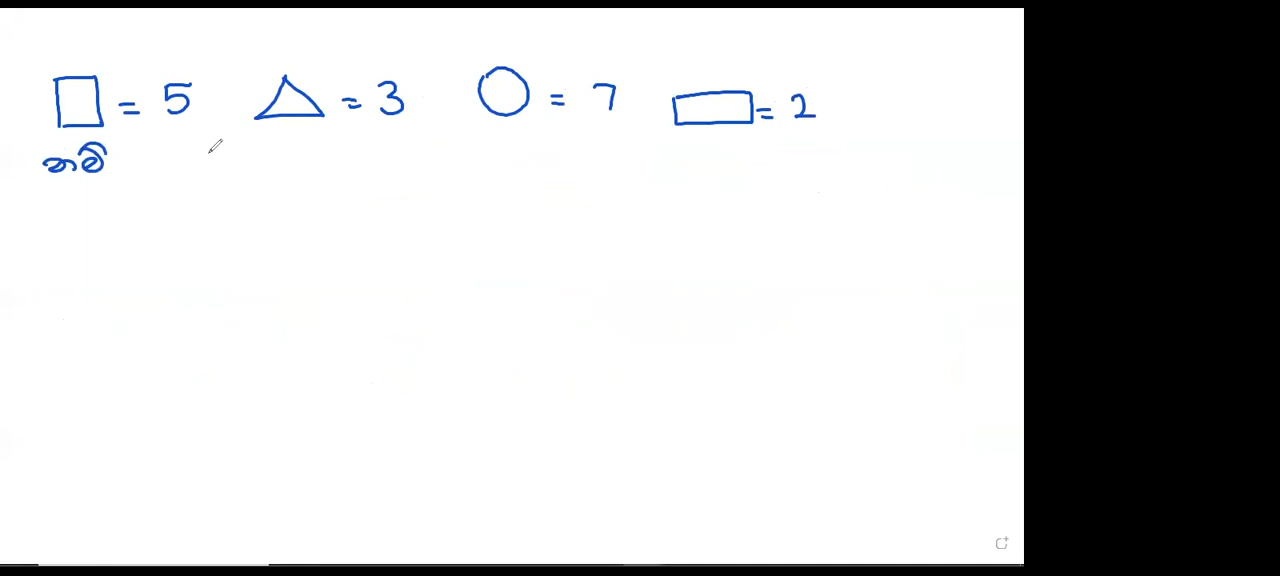 □ = 5 △ = 3 ○ = 7 ▭ = 2
නම්